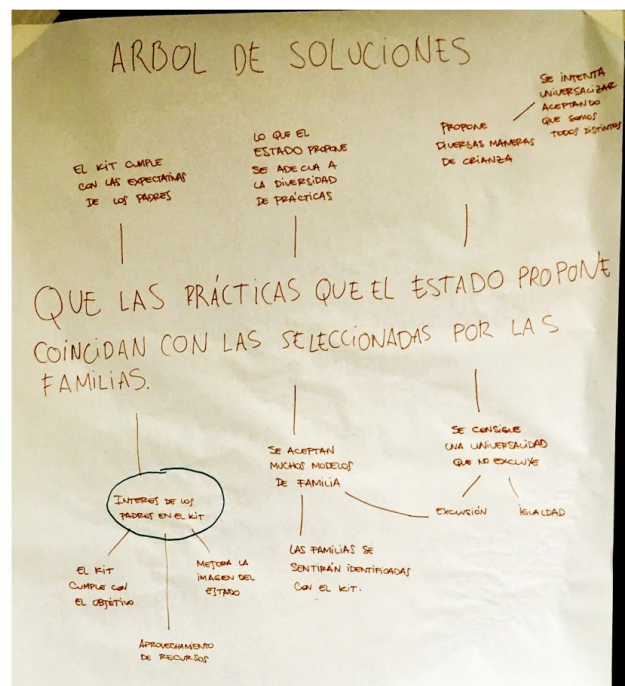 ARBOL DE SOLUCIONES
EL KIT CUMPLE
CON LAS EXPECTATIVAS
DE LOS PADRES
LO QUE EL
ESTADO PROPONE
SE ADECUA A
LA DIVERSIDAD
DE PRÁCTICAS
PROPONE
DIVERSAS MANERAS
DE CRIANZA
SE INTENTA
UNIVERSALIZAR
ACEPTANDO
QUE SOMOS
TODOS DISTINTOS
QUE LAS PRÁCTICAS QUE EL ESTADO PROPONE
COINCIDAN CON LAS SELECCIONADAS POR LAS
FAMILIAS.
INTERES DE LOS
PADRES EN EL KIT
EL KIT
CUMPLE CON
EL OBJETIVO
APROVECHAMIENTO
DE RECURSOS
MEJORA LA
IMAGEN DEL
ESTADO
SE ACEPTAN
MUCHOS MODELOS
DE FAMILIA
LAS FAMILIAS SE
SENTIRÁN IDENTIFICADAS
CON EL KIT.
SE CONSIGUE
UNA UNIVERSALIDAD
QUE NO EXCLUYE
EXCLUSIÓN
IGUALDAD